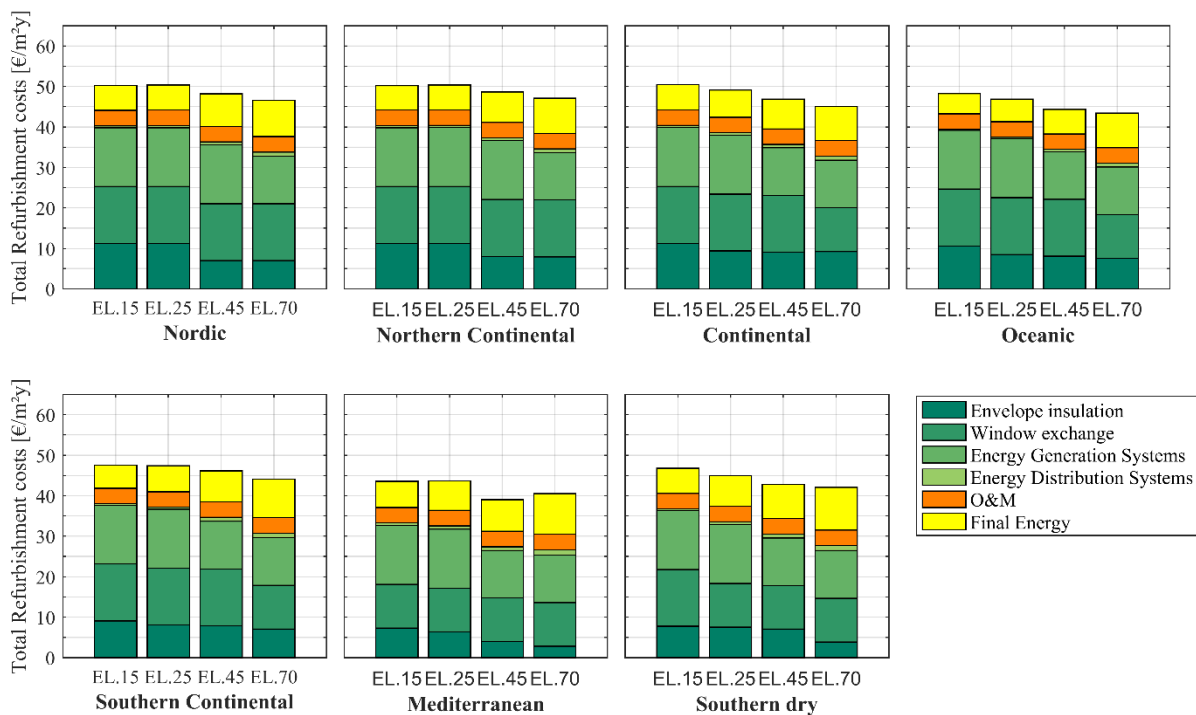 Total Refurbishment costs [€/m²y]
60
50
40
30
20
10
0
EL.15 EL.25 EL.45 EL.70
Nordic
EL.15 EL.25 EL.45 EL.70
Northern Continental
EL.15 EL.25 EL.45 EL.70
Continental
EL.15 EL.25 EL.45 EL.70
Oceanic
Total Refurbishment costs [€/m²y]
60
50
40
30
20
10
0
EL.15 EL.25 EL.45 EL.70
Southern Continental
EL.15 EL.25 EL.45 EL.70
Mediterranean
EL.15 EL.25 EL.45 EL.70
Southern dry
Envelope insulation
Window exchange
Energy Generation Systems
Energy Distribution Systems
O&M
Final Energy